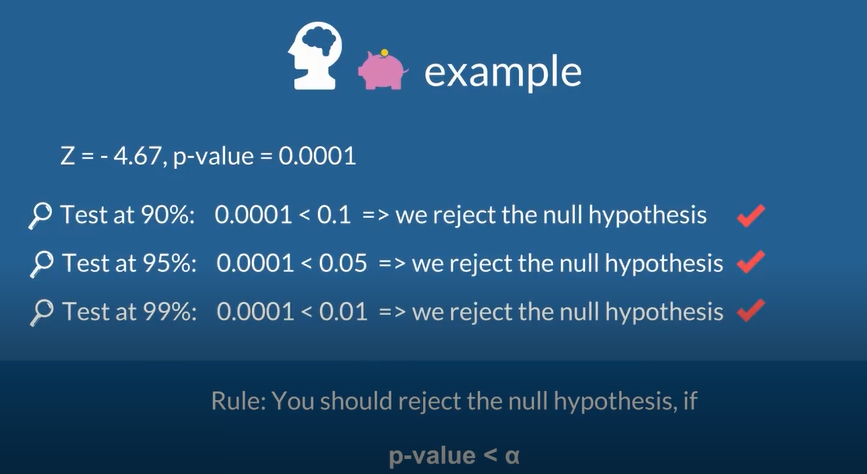 example
Z = - 4.67, p-value = 0.0001
Test at 90%: 0.0001 < 0.1 => we reject the null hypothesis
Test at 95%: 0.0001 < 0.05 => we reject the null hypothesis
Test at 99%: 0.0001 < 0.01 => we reject the null hypothesis
Rule: You should reject the null hypothesis, if
p-value < α